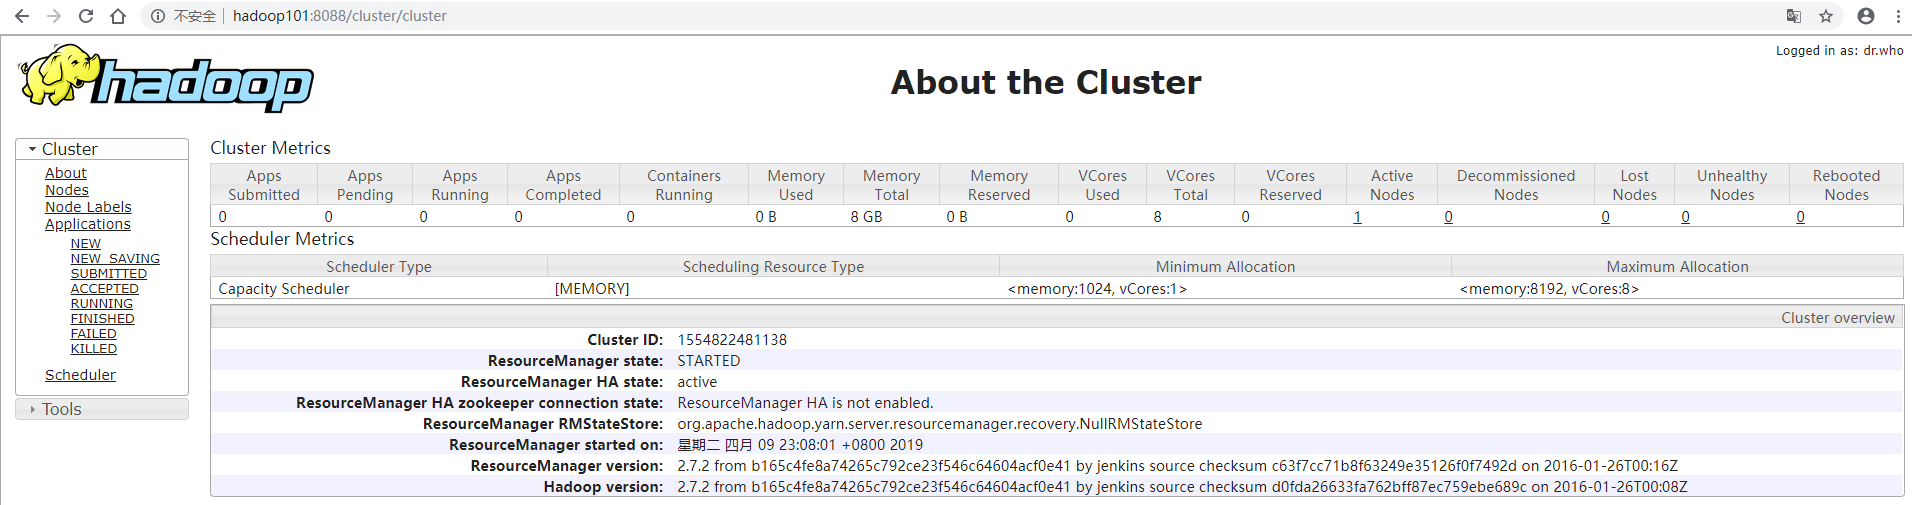 不安全 hadoop101:8088/cluster/cluster
Logged in as: dr.who
hadoop
About the Cluster
Cluster
About
Nodes
Node Labels
Applications
NEW
NEW_SAVING
SUBMITTED
ACCEPTED
RUNNING
FINISHED
FAILED
KILLED
Scheduler
Tools
Cluster Metrics
Apps Submitted Apps Pending Apps Running Apps Completed Containers Running Memory Used Memory Total Memory Reserved VCores Used VCores Total VCores Reserved Active Nodes Decommissioned Nodes Lost Nodes Unhealthy Nodes Rebooted Nodes
0 0 0 0 0 0 B 8 GB 0 B 0 8 0 1 0 0 0 0
Scheduler Metrics
Scheduler Type Scheduling Resource Type Minimum Allocation Maximum Allocation
Capacity Scheduler [MEMORY] <memory:1024, vCores:1> <memory:8192, vCores:8>
Cluster overview
Cluster ID: 1554822481138
ResourceManager state: STARTED
ResourceManager HA state: active
ResourceManager HA zookeeper connection state: ResourceManager HA is not enabled.
ResourceManager RMStateStore: org.apache.hadoop.yarn.server.resourcemanager.recovery.NullRMStateStore
ResourceManager started on: 星期二 四月 09 23:08:01 +0800 2019
ResourceManager version: 2.7.2 from b165c4fe8a74265c792ce23f546c64604acf0e41 by jenkins source checksum c63f7cc71b8f63249e35126f0f7492d on 2016-01-26T00:16Z
Hadoop version: 2.7.2 from b165c4fe8a74265c792ce23f546c64604acf0e41 by jenkins source checksum d0fda26633fa762bff87ec759ebe689c on 2016-01-26T00:08Z